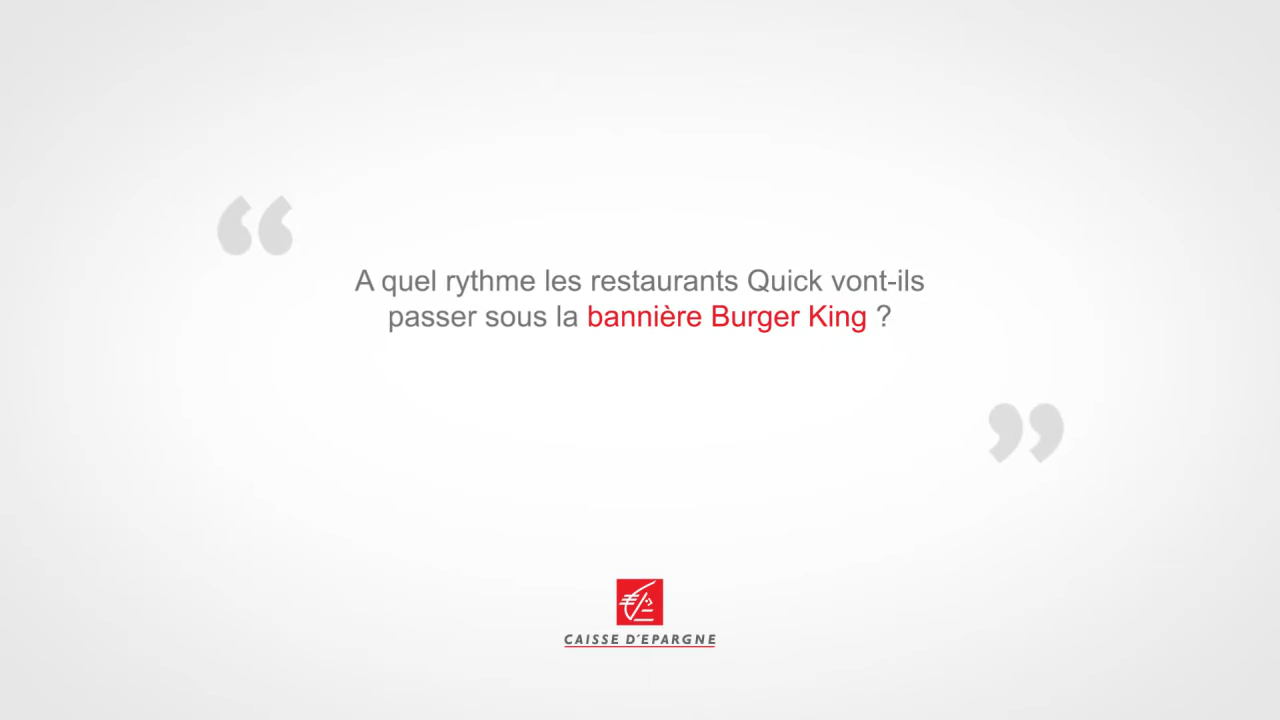 “
A quel rythme les restaurants Quick vont-ils
passer sous la bannière Burger King ?
”
CAISSE D'EPARGNE